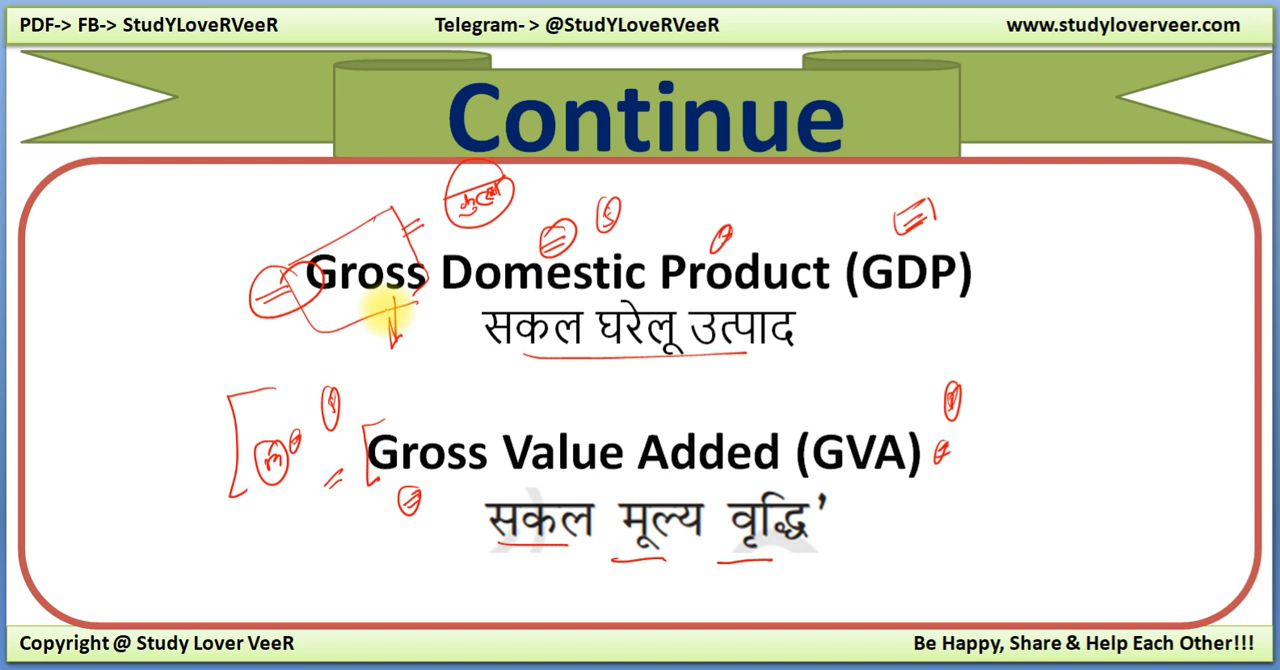 PDF-> FB-> StudYLoveRVeeR Telegram- > @StudYLoveRVeeR www.studyloverveer.com
Continue
Gross Domestic Product (GDP)
सकल घरेलू उत्पाद
Gross Value Added (GVA)
सकल मूल्य वृद्धि’
Copyright @ Study Lover VeeR Be Happy, Share & Help Each Other!!!